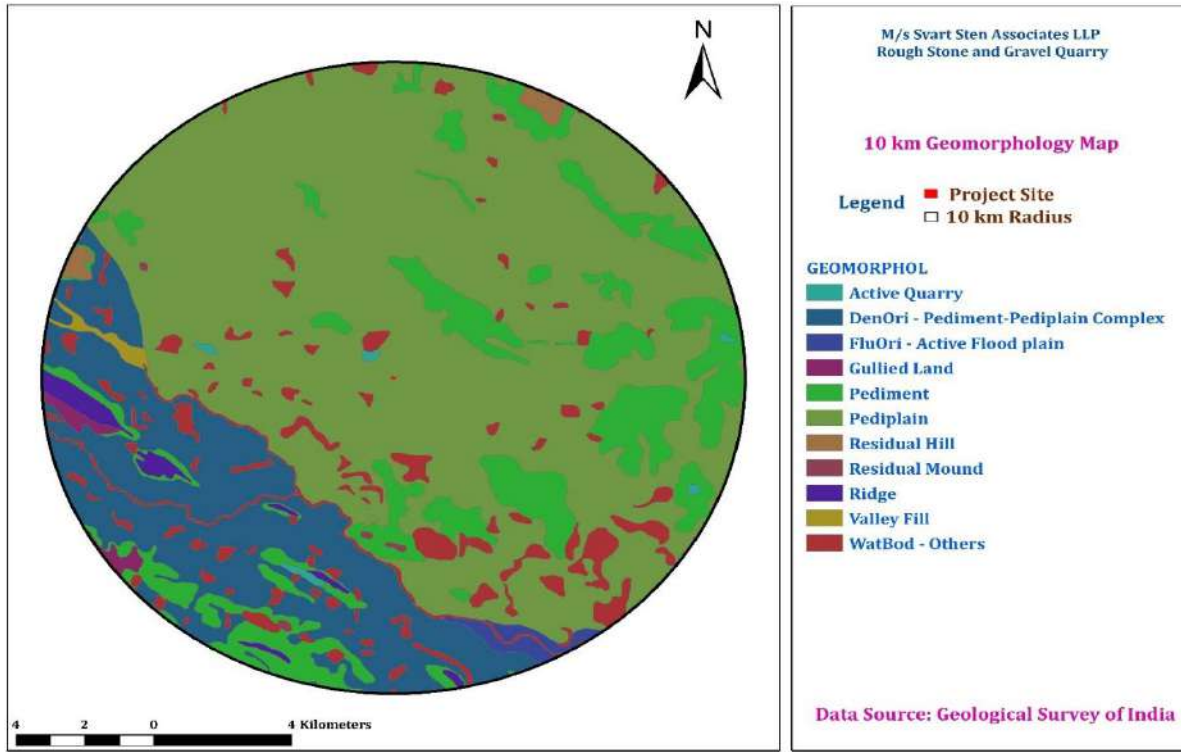 N
4 2 0 4 Kilometers
M/s Svart Sten Associates LLP
Rough Stone and Gravel Quarry
10 km Geomorphology Map
Legend
Project Site
10 km Radius
GEOMORPHOL
Active Quarry
DenOri - Pediment-Pediplain Complex
FluOri - Active Flood plain
Gullied Land
Pediment
Pediplain
Residual Hill
Residual Mound
Ridge
Valley Fill
WatBod - Others
Data Source: Geological Survey of India